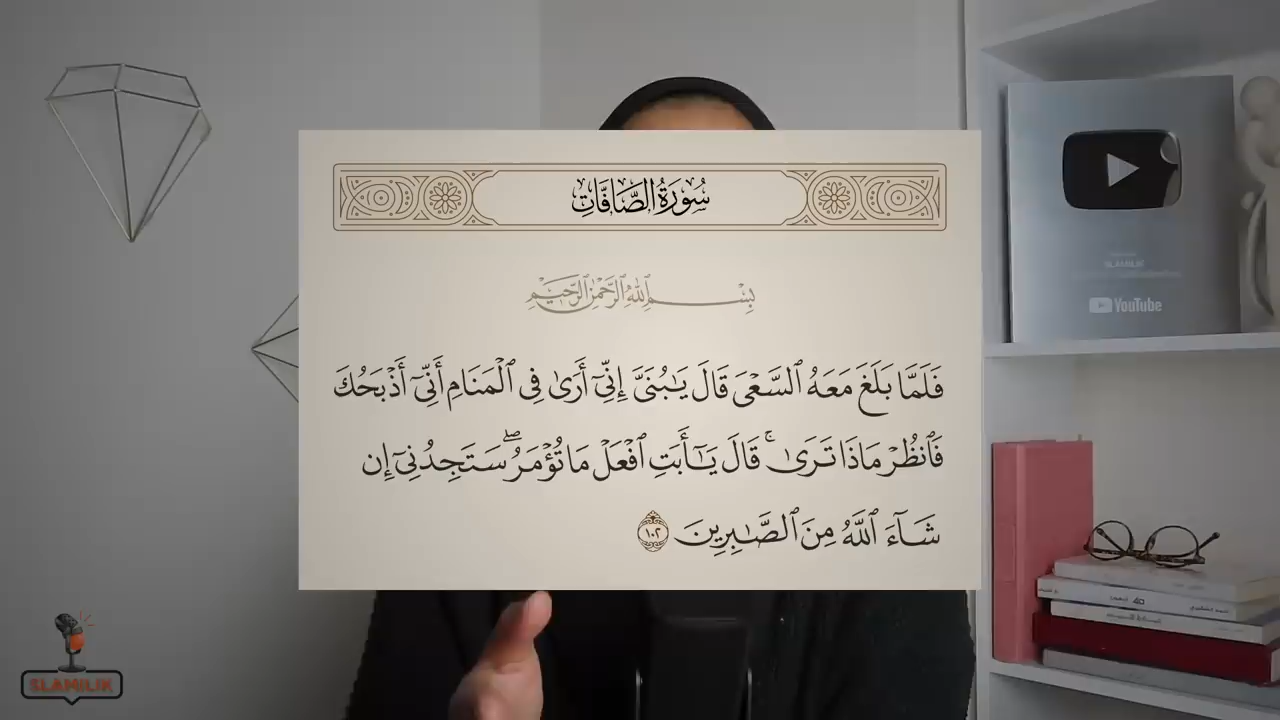 سُورَةُ الصَّافَّاتِ
بِسْمِ ٱللَّهِ ٱلرَّحْمَٰنِ ٱلرَّحِيمِ
فَلَمَّا بَلَغَ مَعَهُ ٱلسَّعْىَ قَالَ يَٰبُنَىَّ إِنِّىٓ أَرَىٰ فِى ٱلْمَنَامِ أَنِّىٓ أَذْبَحُكَ
فَٱنظُرْ مَاذَا تَرَىٰ ۚ قَالَ يَٰٓأَبَتِ ٱفْعَلْ مَا تُؤْمَرُ ۖ سَتَجِدُنِىٓ إِن
شَآءَ ٱللَّهُ مِنَ ٱلصَّٰبِرِينَ ١٠٢
SLAMILIK
YouTube
SLAMILIK